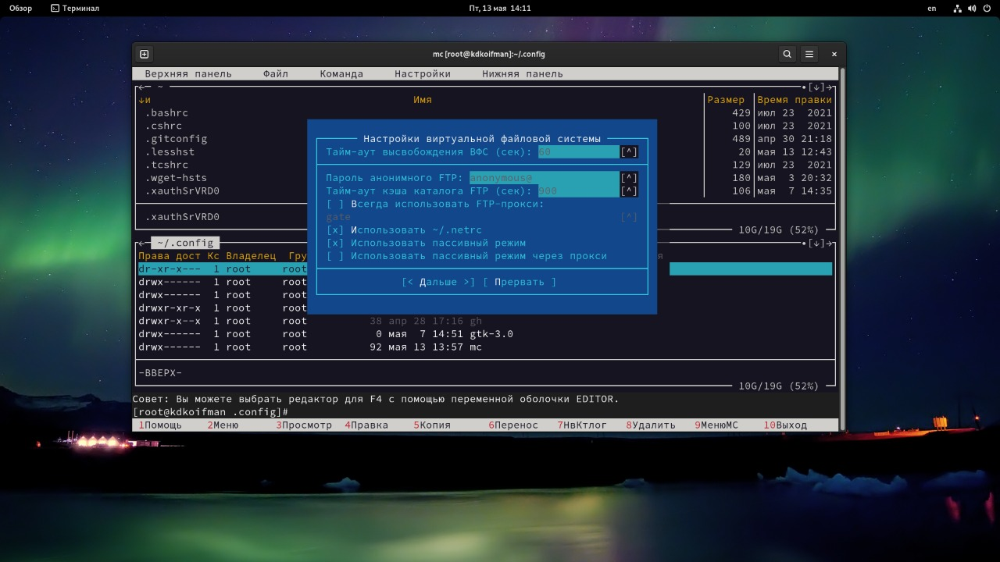 Обзор Терминал Пт, 13 мая 14:11 en
mc [root@kdkoifman]:~/.config
Верхняя панель Файл Команда Настройки Нижняя панель
~ [↓]
↓и Имя Размер Время правки
.bashrc 429 июл 23 2021
.cshrc 100 июл 23 2021
.gitconfig 489 апр 30 21:18
.lesshst 20 мая 13 12:43
.tcshrc 129 июл 23 2021
.wget-hsts 180 мая 3 20:32
.xauthSrVRD0 106 мая 7 14:35
.xauthSrVRD0
10G/19G (52%)
Настройки виртуальной файловой системы
Тайм-аут высвобождения ВФС (сек): 60 [^]
Пароль анонимного FTP: anonymous@ [^]
Тайм-аут кэша каталога FTP (сек): 900 [^]
[ ] Всегда использовать FTP-прокси:
gate [^]
[x] Использовать ~/.netrc
[x] Использовать пассивный режим
[ ] Использовать пассивный режим через прокси
[< Дальше >] [ Прервать ]
~/.config [↓]
Права дост Кс Владелец Гру я
dr-xr-x--- 1 root root
drwx------ 1 root root
drwx------ 1 root root
drwxr-xr-x 1 root root
drwxr-x--x 1 root root 38 апр 28 17:16 gh
drwx------ 1 root root 0 мая 7 14:51 gtk-3.0
drwx------ 1 root root 92 мая 13 13:57 mc
-ВВЕРХ-
10G/19G (52%)
Совет: Вы можете выбрать редактор для F4 с помощью переменной оболочки EDITOR.
[root@kdkoifman .config]#
1Помощь 2Меню 3Просмотр 4Правка 5Копия 6Перенос 7НвКтлог 8Удалить 9МенюMC 10Выход